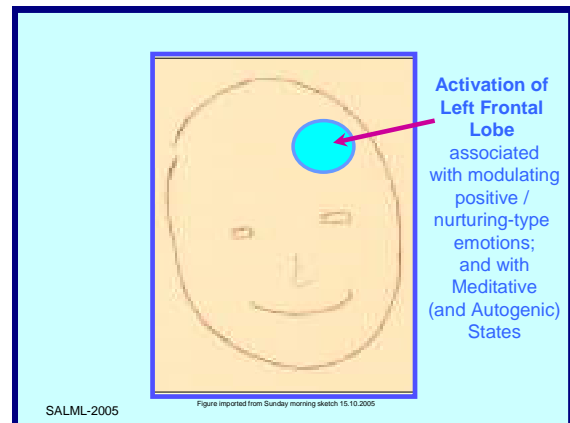 Activation of
Left Frontal
Lobe
associated
with modulating
positive /
nurturing-type
emotions;
and with
Meditative
(and Autogenic)
States
Figure imported from Sunday morning sketch 15.10.2005
SALML-2005